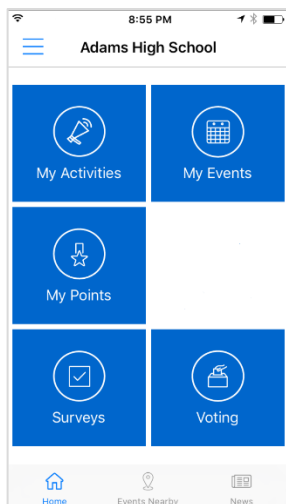 8:55 PM
Adams High School
My Activities
My Events
My Points
Surveys
Voting
Home
Events Nearby
News